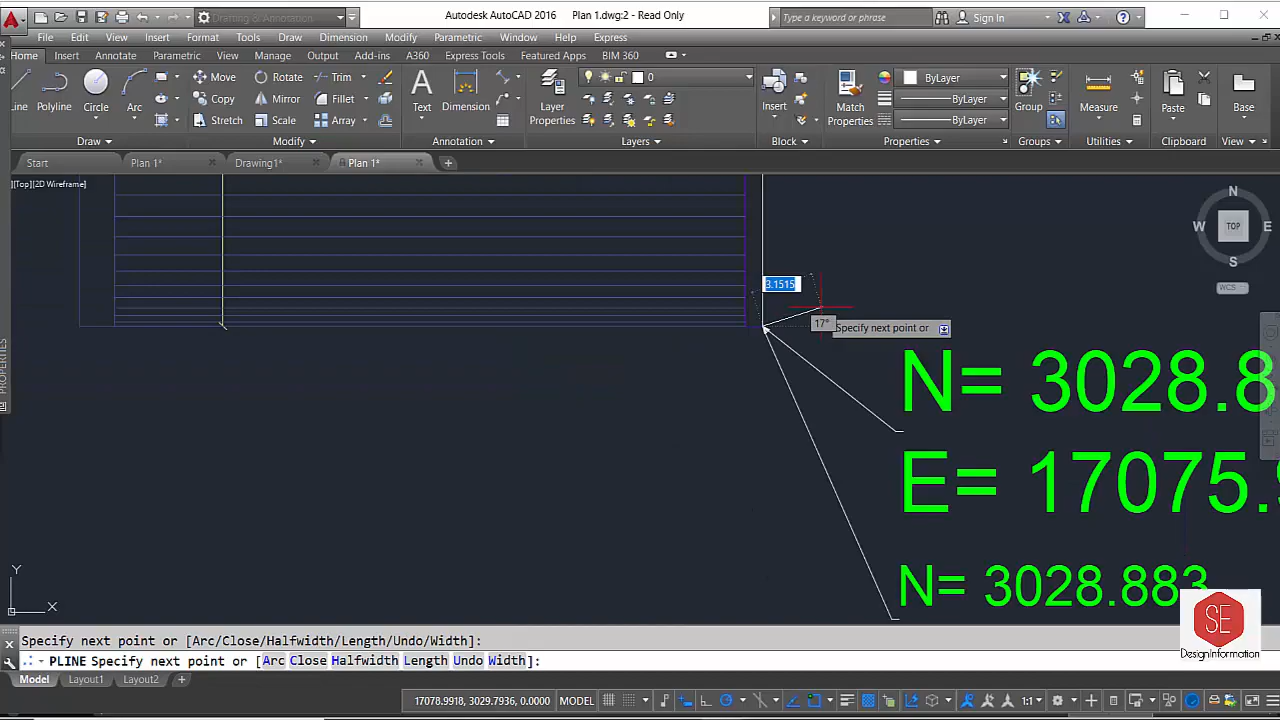 Drafting & Annotation
Autodesk AutoCAD 2016 Plan 1.dwg:2 - Read Only
Type a keyword or phrase
Sign In
File Edit View Insert Format Tools Draw Dimension Modify Parametric Window Help Express
Home Insert Annotate Parametric View Manage Output Add-ins A360 Express Tools Featured Apps BIM 360
Move Rotate Trim
Copy Mirror Fillet
Stretch Scale Array
Line Polyline Circle Arc
Text Dimension
Layer Properties
0
Insert
Match Properties
ByLayer
ByLayer
ByLayer
Group
Measure
Paste
Base
Draw Modify Annotation Layers Block Properties Groups Utilities Clipboard View
Start Plan 1* Drawing1* Plan 1*
[Top][2D Wireframe]
N
W TOP E
S
WCS
3.1515
17°
Specify next point or
PROPERTIES
N= 3028.8
E= 17075.9
N= 3028.883
Y
X
SE
DesignInformation
Specify next point or [Arc/Close/Halfwidth/Length/Undo/Width]:
PLINE Specify next point or [Arc Close Halfwidth Length Undo Width]:
Model Layout1 Layout2
17078.9918, 3029.7936, 0.0000 MODEL
1:1